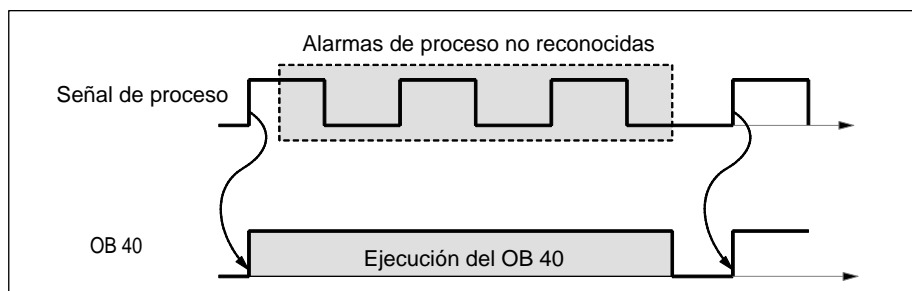 Alarmas de proceso no reconocidas
Señal de proceso
OB 40
Ejecución del OB 40